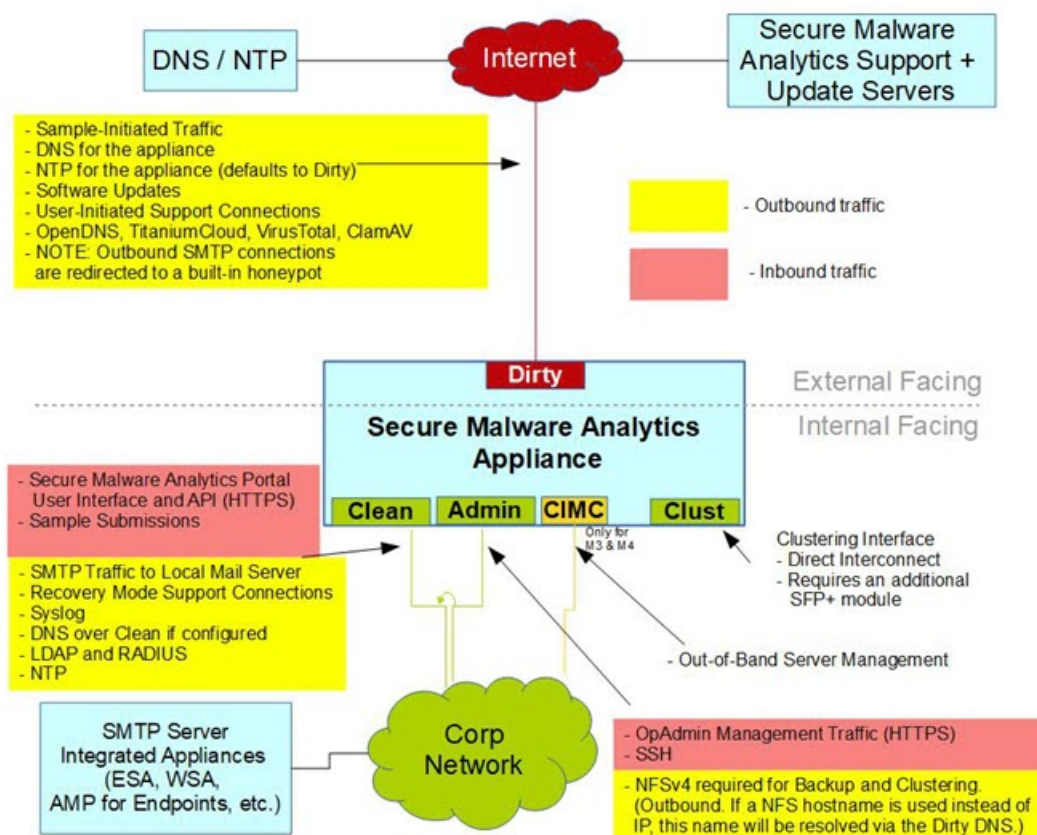 DNS / NTP
Internet
Secure Malware
Analytics Support +
Update Servers
- Sample-Initiated Traffic
- DNS for the appliance
- NTP for the appliance (defaults to Dirty)
- Software Updates
- User-Initiated Support Connections
- OpenDNS, TitaniumCloud, VirusTotal, ClamAV
- NOTE: Outbound SMTP connections
are redirected to a built-in honeypot
- Outbound traffic
- Inbound traffic
Dirty
External Facing
Internal Facing
Secure Malware Analytics
Appliance
Clean
Admin
CIMC
Clust
Only for
M3 & M4
- Secure Malware Analytics Portal
User Interface and API (HTTPS)
- Sample Submissions
- SMTP Traffic to Local Mail Server
- Recovery Mode Support Connections
- Syslog
- DNS over Clean if configured
- LDAP and RADIUS
- NTP
Clustering Interface
- Direct Interconnect
- Requires an additional
SFP+ module
- Out-of-Band Server Management
SMTP Server
Integrated Appliances
(ESA, WSA,
AMP for Endpoints, etc.)
Corp
Network
- OpAdmin Management Traffic (HTTPS)
- SSH
- NFSv4 required for Backup and Clustering.
(Outbound. If a NFS hostname is used instead of
IP, this name will be resolved via the Dirty DNS.)